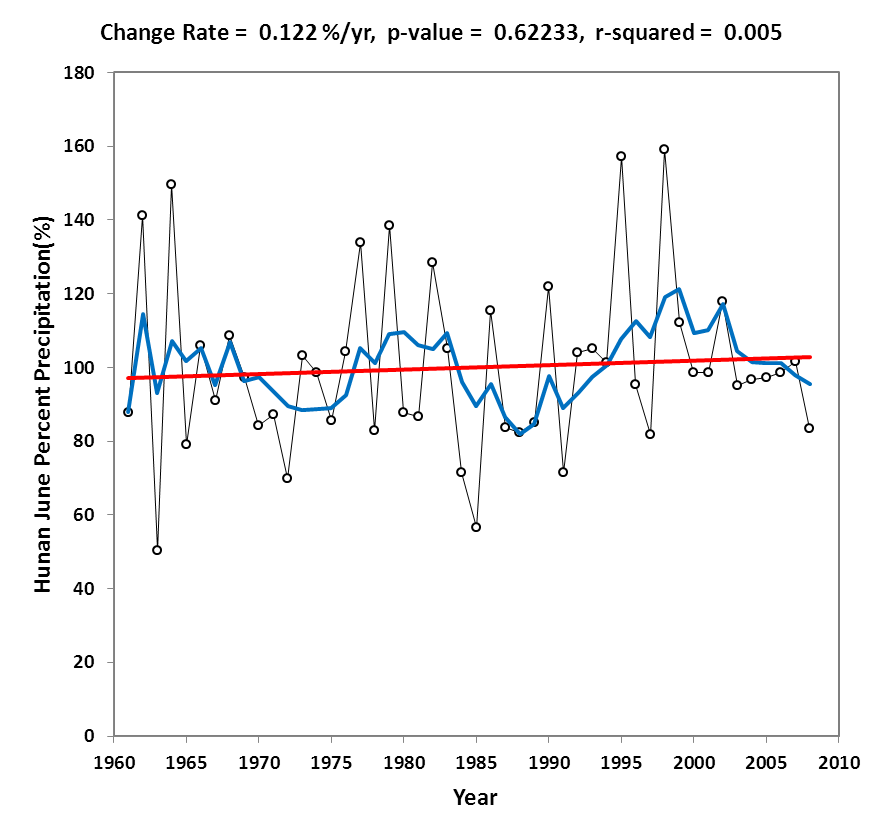 Change Rate = 0.122 %/yr, p-value = 0.62233, r-squared = 0.005
Hunan June Percent Precipitation(%)
180
160
140
120
100
80
60
40
20
0
1960 1965 1970 1975 1980 1985 1990 1995 2000 2005 2010
Year